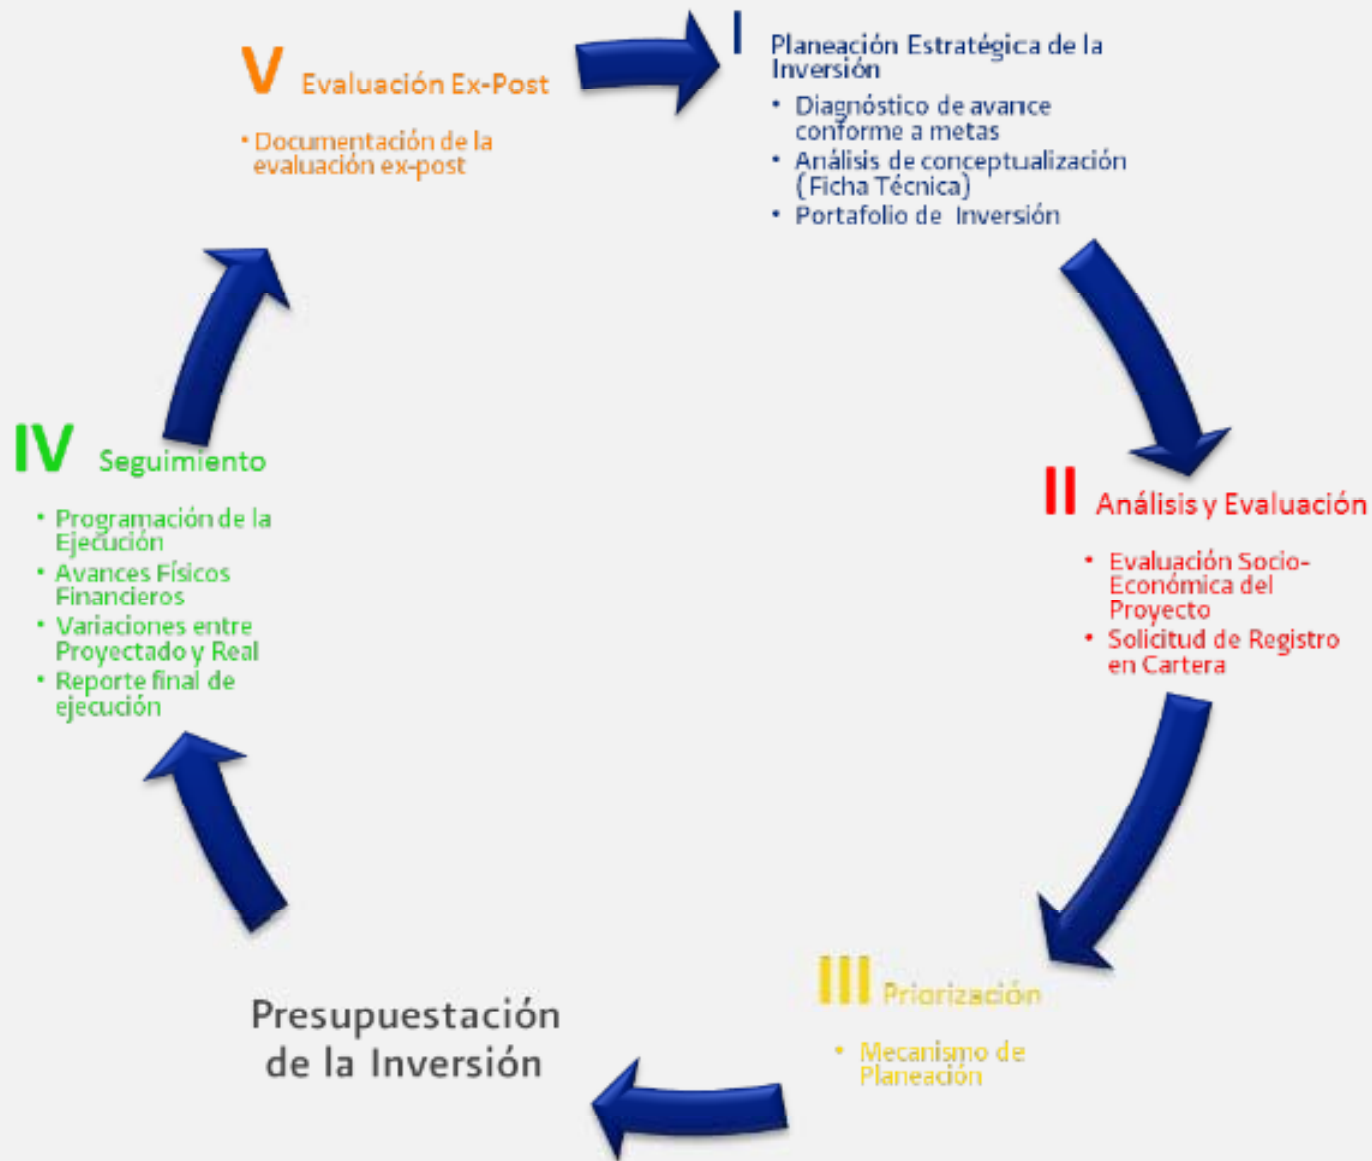 I
Planeación Estratégica de la
Inversión
• Diagnóstico de avance
conforme a metas
• Análisis de conceptualización
(Ficha Técnica)
• Portafolio de Inversión
II Análisis y Evaluación
• Evaluación Socio-
Económica del
Proyecto
• Solicitud de Registro
en Cartera
III Priorización
• Mecanismo de
Planeación
Presupuestación
de la Inversión
IV Seguimiento
• Programación de la
Ejecución
• Avances Físicos
Financieros
• Variaciones entre
Proyectado y Real
• Reporte final de
ejecución
V Evaluación Ex-Post
• Documentación de la
evaluación ex-post